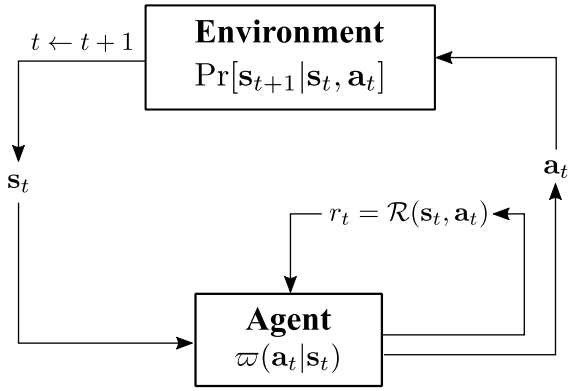 Environment
Pr[s_{t+1}|s_t, a_t]
t ← t + 1
s_t
a_t
r_t = ℛ(s_t, a_t)
Agent
ϖ(a_t|s_t)